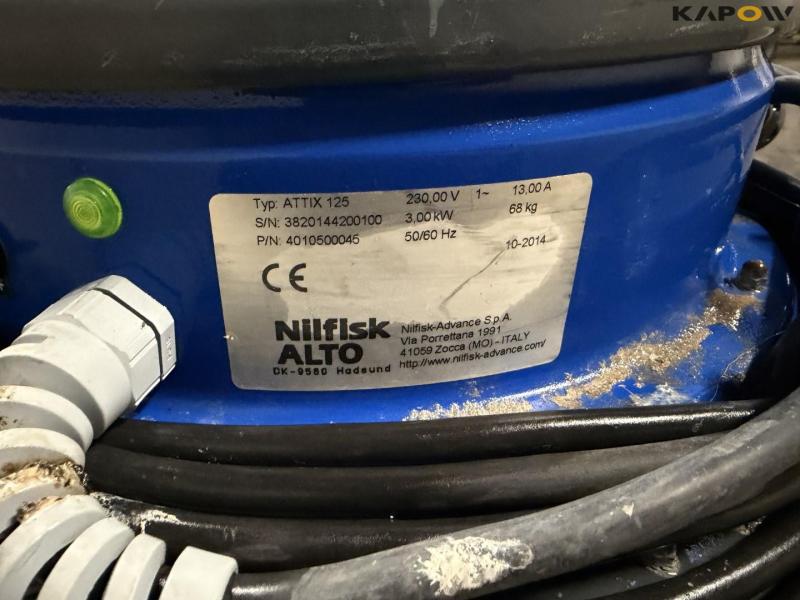 KAPOW
Typ: ATTIX 125 230,00 V 1~ 13,00 A
S/N: 3820144200100 3,00 kW 68 kg
P/N: 4010500045 50/60 Hz 10-2014
CE
Nilfisk
ALTO
DK-9560 Hadsund
Nilfisk-Advance S.p.A.
Via Porrettana 1991
41059 Zocca (MO) - ITALY
http://www.nilfisk-advance.com/